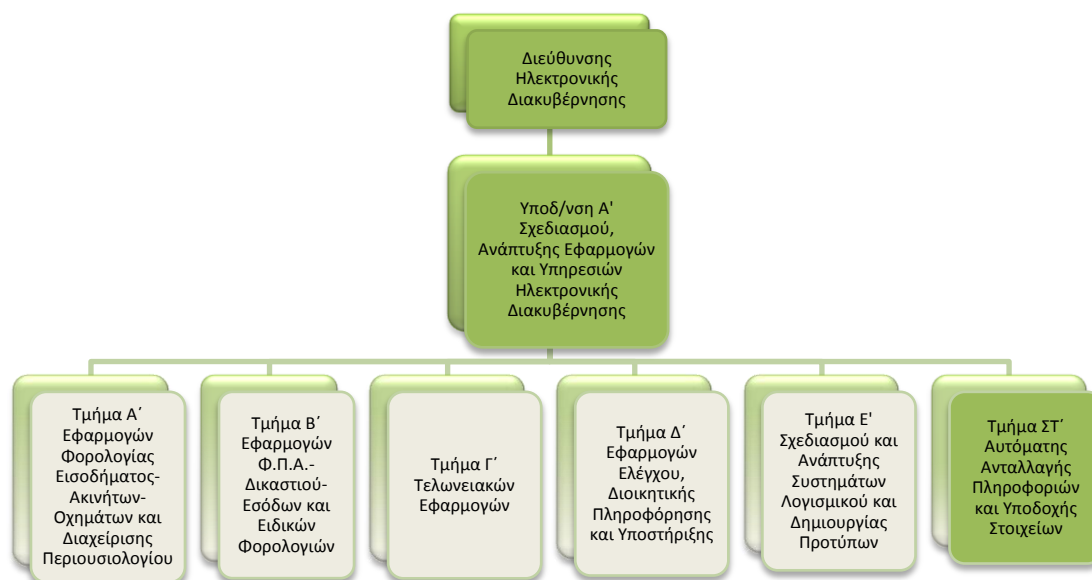 Διεύθυνσης
Ηλεκτρονικής
Διακυβέρνησης
Υποδ/νση Α'
Σχεδιασμού,
Ανάπτυξης Εφαρμογών
και Υπηρεσιών
Ηλεκτρονικής
Διακυβέρνησης
Τμήμα Α΄
Εφαρμογών
Φορολογίας
Εισοδήματος-
Ακινήτων-
Οχημάτων και
Διαχείρισης
Περιουσιολογίου
Τμήμα Β΄
Εφαρμογών
Φ.Π.Α.-
Δικαστιού-
Εσόδων και
Ειδικών
Φορολογιών
Τμήμα Γ΄
Τελωνειακών
Εφαρμογών
Τμήμα Δ΄
Εφαρμογών
Ελέγχου,
Διοικητικής
Πληροφόρησης
και Υποστήριξης
Τμήμα Ε'
Σχεδιασμού και
Ανάπτυξης
Συστημάτων
Λογισμικού και
Δημιουργίας
Προτύπων
Τμήμα ΣΤ΄
Αυτόματης
Ανταλλαγής
Πληροφοριών
και Υποδοχής
Στοιχείων